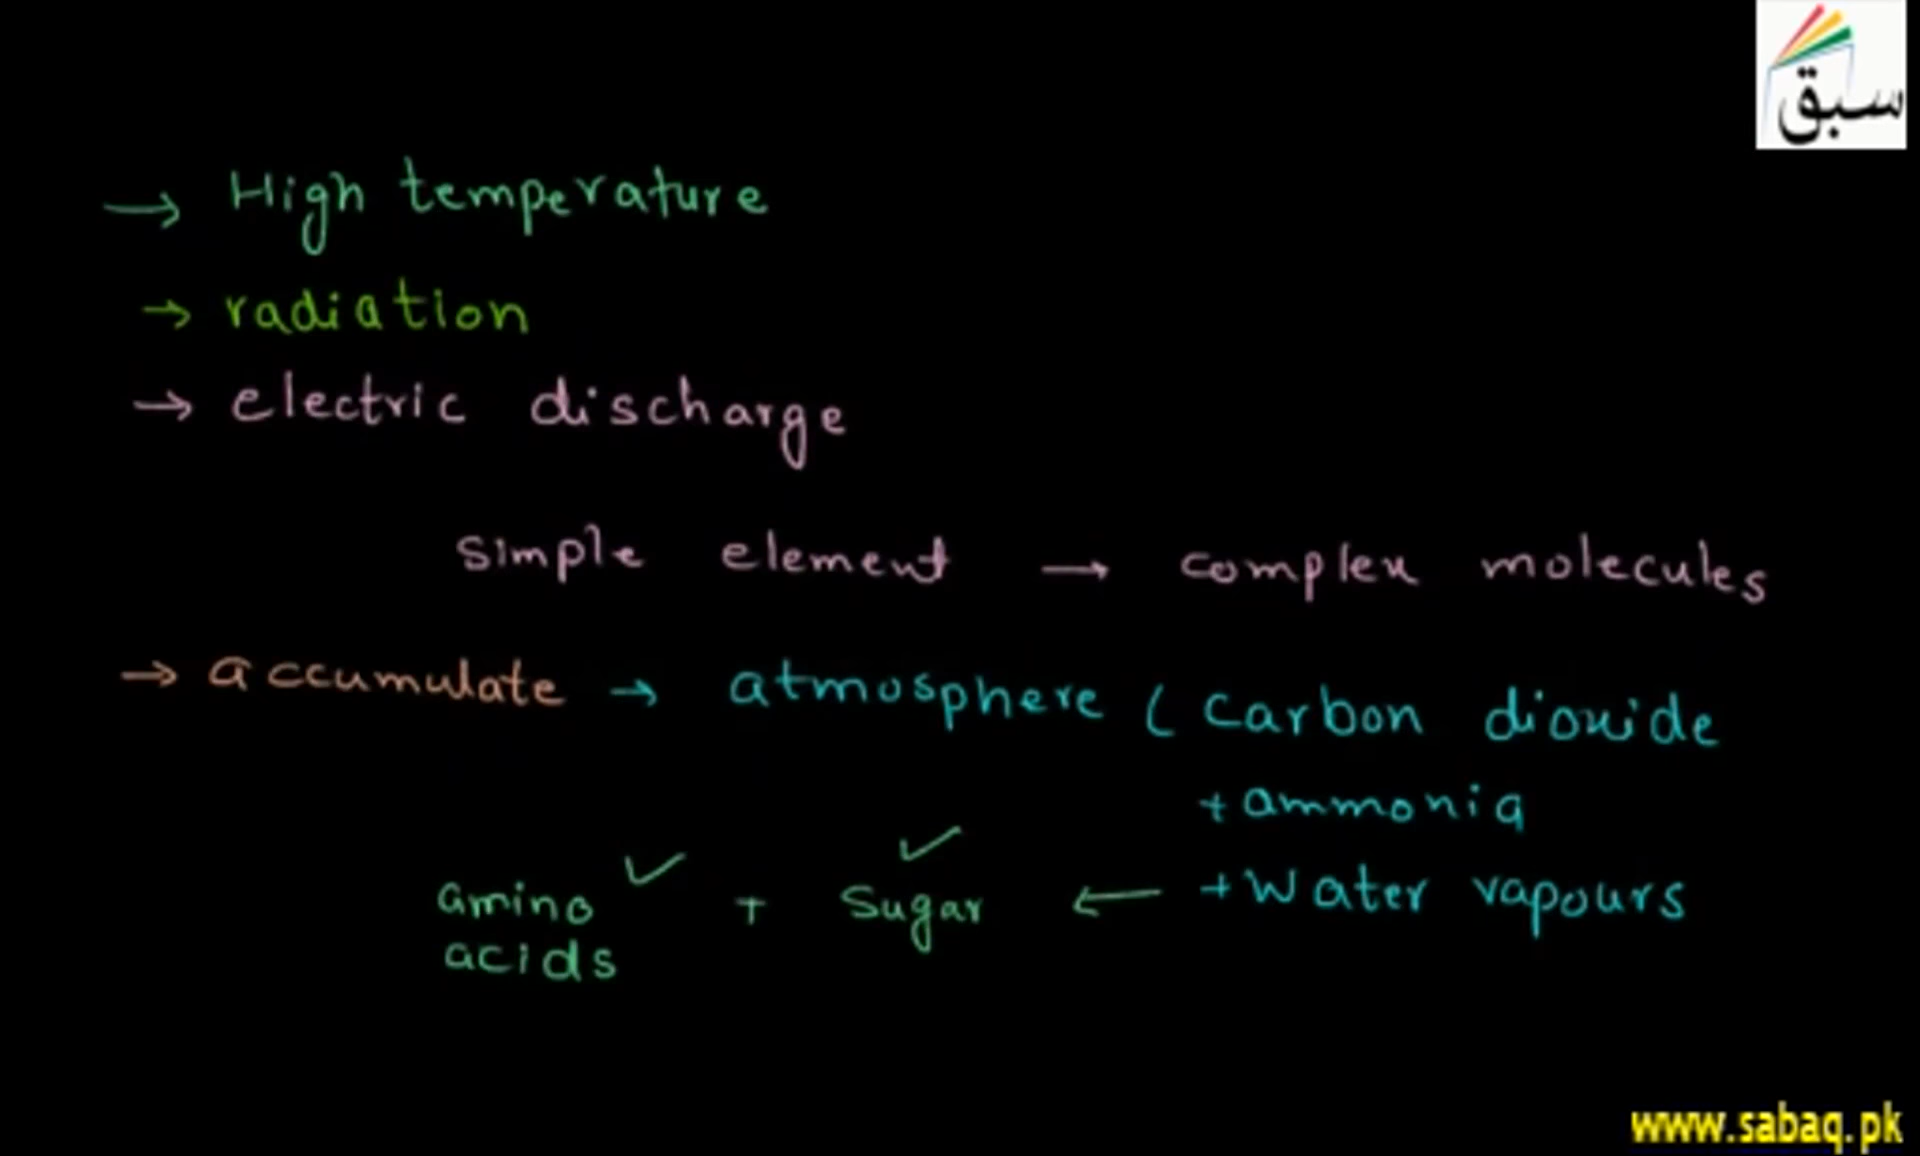 سبق
→ High temperature
→ radiation
→ electric discharge
simple element → complex molecules
→ accumulate → atmosphere ( Carbon dioxide
+ ammonia
amino + Sugar ← + Water vapours
acids
www.sabaq.pk